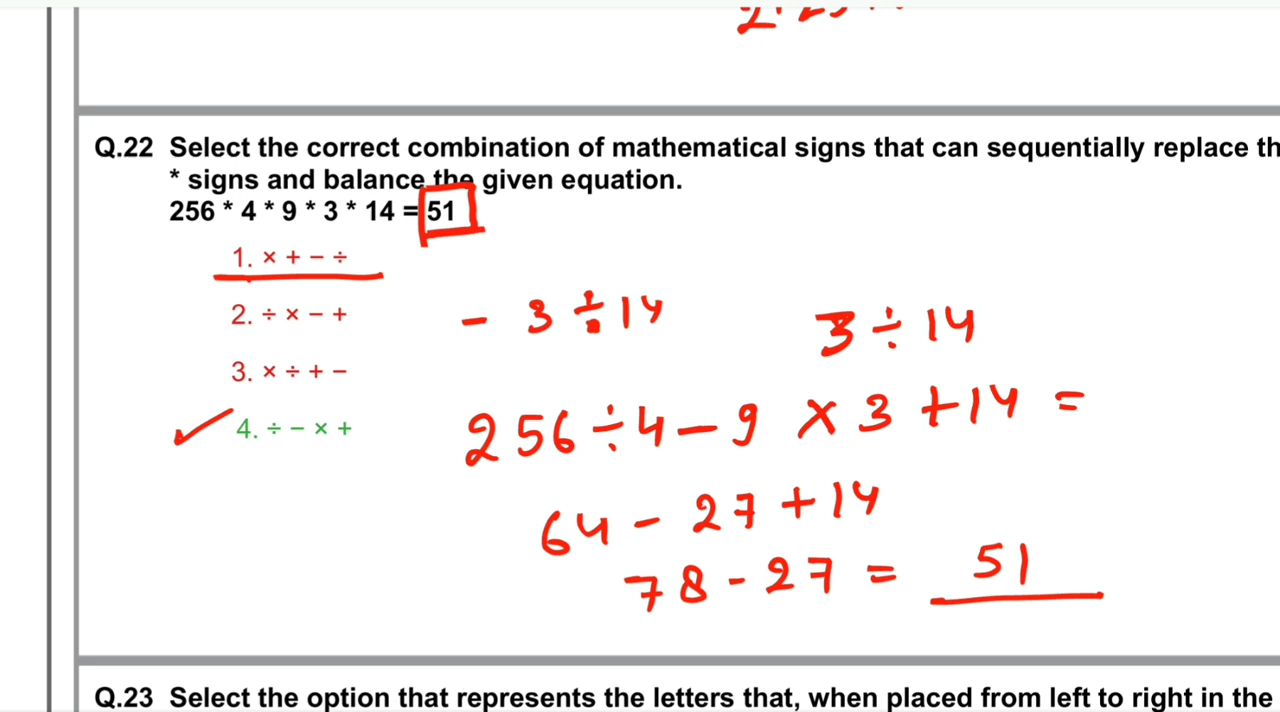 Q.22 Select the correct combination of mathematical signs that can sequentially replace th
* signs and balance the given equation.
256 * 4 * 9 * 3 * 14 = 51
1. × + − ÷
2. ÷ × − +
3. × ÷ + −
4. ÷ − × +
- 3 ÷ 14
3 ÷ 14
256 ÷ 4 - 9 × 3 + 14 =
64 - 27 + 14
78 - 27 = 51
Q.23 Select the option that represents the letters that, when placed from left to right in the